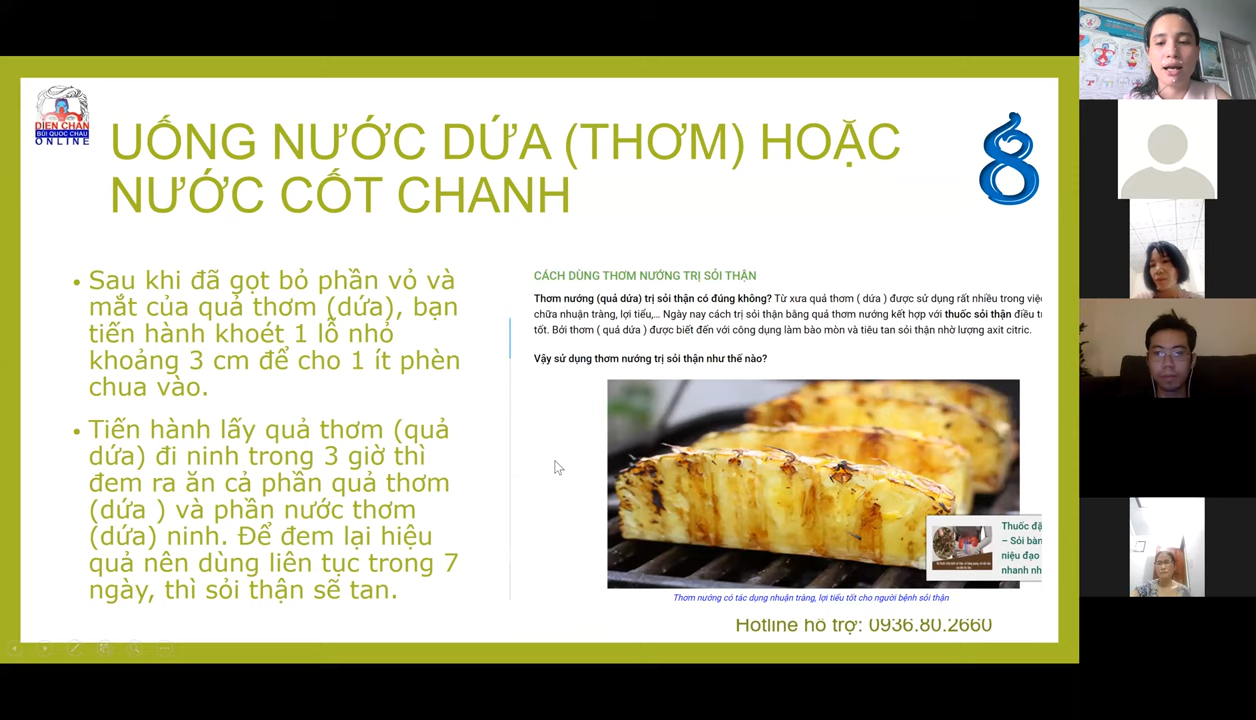 DIỆN CHẨN
BÙI QUỐC CHÂU
ONLINE
UỐNG NƯỚC DỨA (THƠM) HOẶC
NƯỚC CỐT CHANH
8
• Sau khi đã gọt bỏ phần vỏ và
mắt của quả thơm (dứa), bạn
tiến hành khoét 1 lỗ nhỏ
khoảng 3 cm để cho 1 ít phèn
chua vào.
• Tiến hành lấy quả thơm (quả
dứa) đi ninh trong 3 giờ thì
đem ra ăn cả phần quả thơm
(dứa ) và phần nước thơm
(dứa) ninh. Để đem lại hiệu
quả nên dùng liên tục trong 7
ngày, thì sỏi thận sẽ tan.
CÁCH DÙNG THƠM NƯỚNG TRỊ SỎI THẬN
Thơm nướng (quả dứa) trị sỏi thận có đúng không? Từ xưa quả thơm ( dứa ) được sử dụng rất nhiều trong việc
chữa nhuận tràng, lợi tiểu,... Ngày nay cách trị sỏi thận bằng quả thơm nướng kết hợp với thuốc sỏi thận điều
tốt. Bởi thơm ( quả dứa ) được biết đến với công dụng làm bào mòn và tiêu tan sỏi thận nhờ lượng axit citric.
Vậy sử dụng thơm nướng trị sỏi thận như thế nào?
Thuốc
– Sỏi
niệu đạo
nhanh
Thơm nướng có tác dụng nhuận tràng, lợi tiểu tốt cho người bệnh sỏi thận
Hotline hỗ trợ: 0936.80.2660